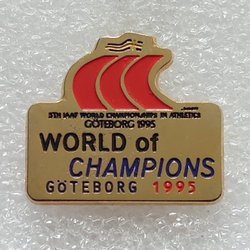 5TH IAAF WORLD CHAMPIONSHIPS IN ATHLETICS
GÖTEBORG 1995
WORLD of
CHAMPIONS
GÖTEBORG 1995